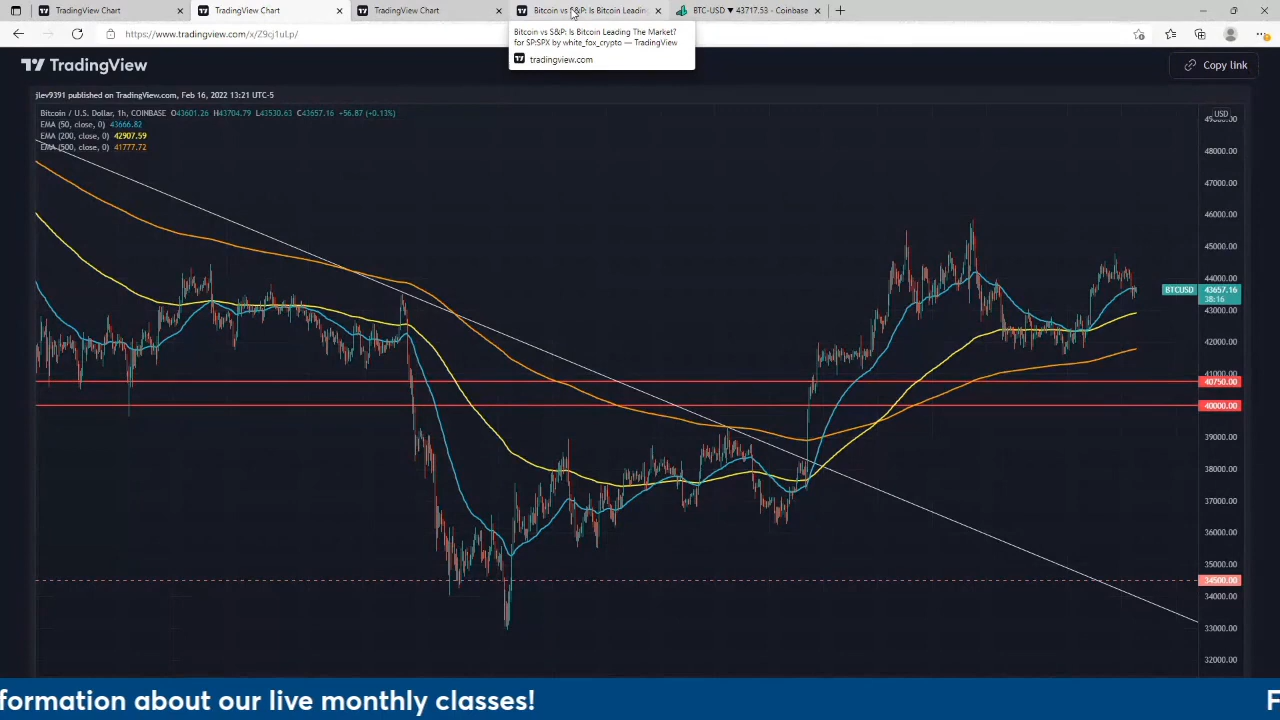 TradingView Chart
TradingView Chart
TradingView Chart
Bitcoin vs S&P: Is Bitcoin Leading
BTC-USD ▼ 43717.53 - Coinbase
https://www.tradingview.com/x/Z9cj1uLp/
Bitcoin vs S&P: Is Bitcoin Leading The Market?
for SP:SPX by white_fox_crypto — TradingView
tradingview.com
TradingView
Copy link
jlev9391 published on TradingView.com, Feb 16, 2022 13:21 UTC-5
Bitcoin / U.S. Dollar, 1h, COINBASE O43601.26 H43704.79 L43530.63 C43657.16 +56.87 (+0.13%)
EMA (50, close, 0) 43666.82
EMA (200, close, 0) 42907.59
EMA (500, close, 0) 41777.72
USD
49000.00
48000.00
47000.00
46000.00
45000.00
44000.00
BTCUSD 43657.16
38:16
43000.00
42000.00
41000.00
40750.00
40000.00
39000.00
38000.00
37000.00
36000.00
35000.00
34500.00
34000.00
33000.00
32000.00
formation about our live monthly classes!
F